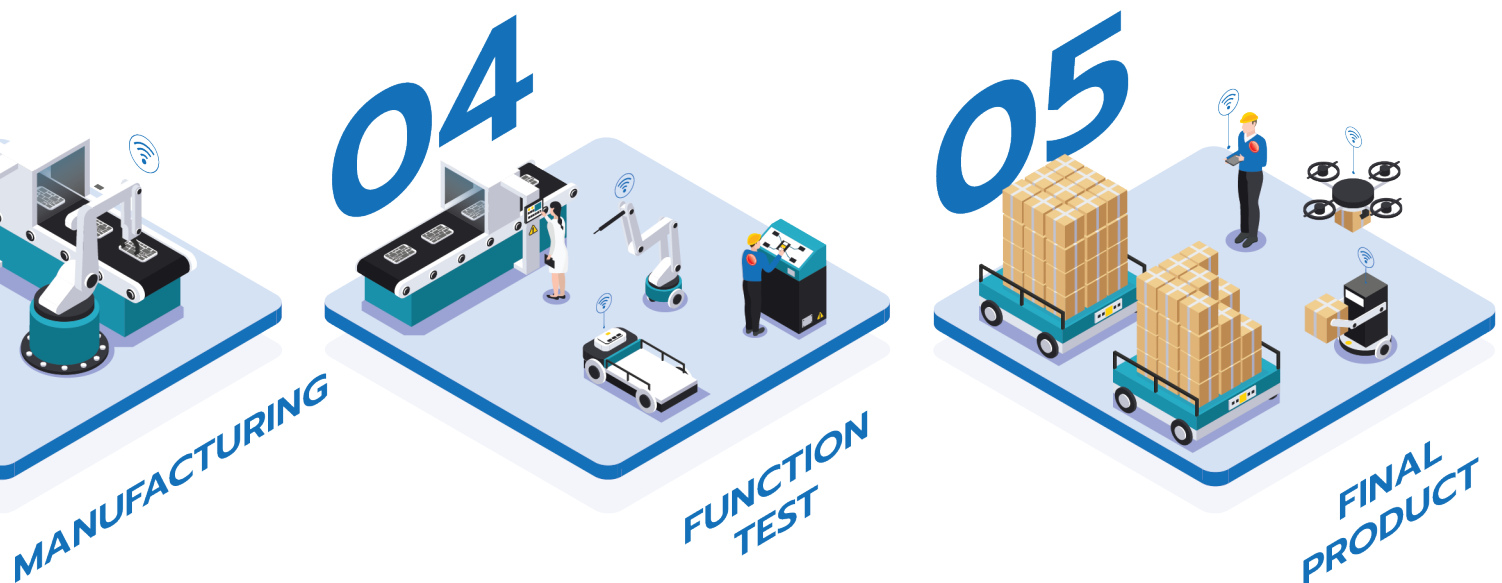 MANUFACTURING
04
FUNCTION
TEST
05
FINAL
PRODUCT